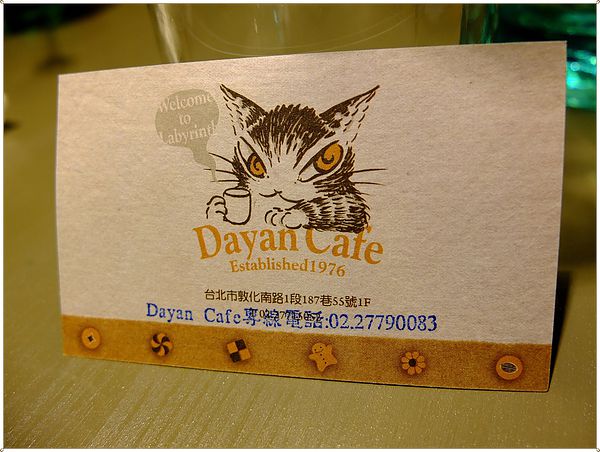 Welcome
to
Labyrinth
Dayan Cafe
Established1976
台北市敦化南路1段187巷55號1F
Dayan Cafe專線電話:02.27790083